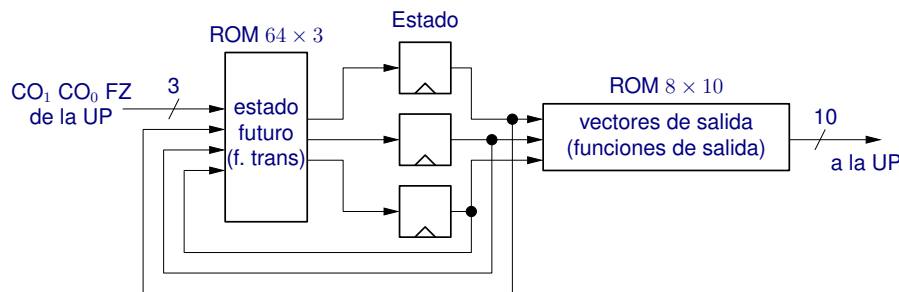 Estado
ROM 64 × 3
ROM 8 × 10
CO₁ CO₀ FZ
de la UP
3
estado
futuro
(f. trans)
vectores de salida
(funciones de salida)
10
a la UP